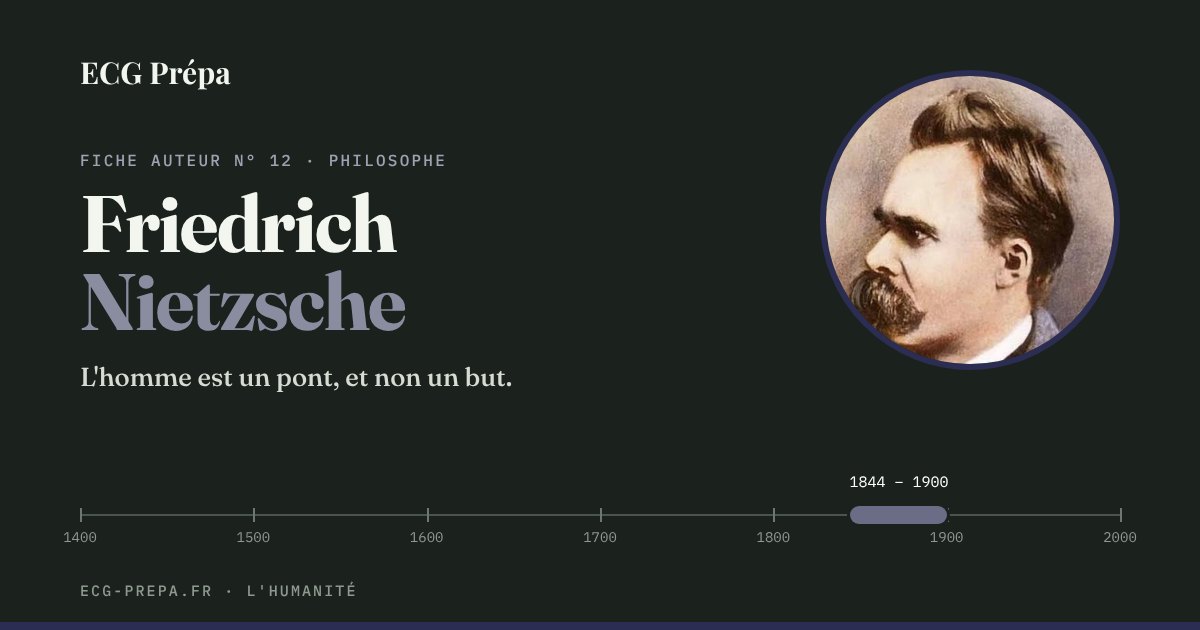 ECG Prépa
FICHE AUTEUR N° 12 · PHILOSOPHE
Friedrich
Nietzsche
L'homme est un pont, et non un but.
1844 – 1900
1400 1500 1600 1700 1800 1900 2000
ECG-PREPA.FR · L'HUMANITÉ